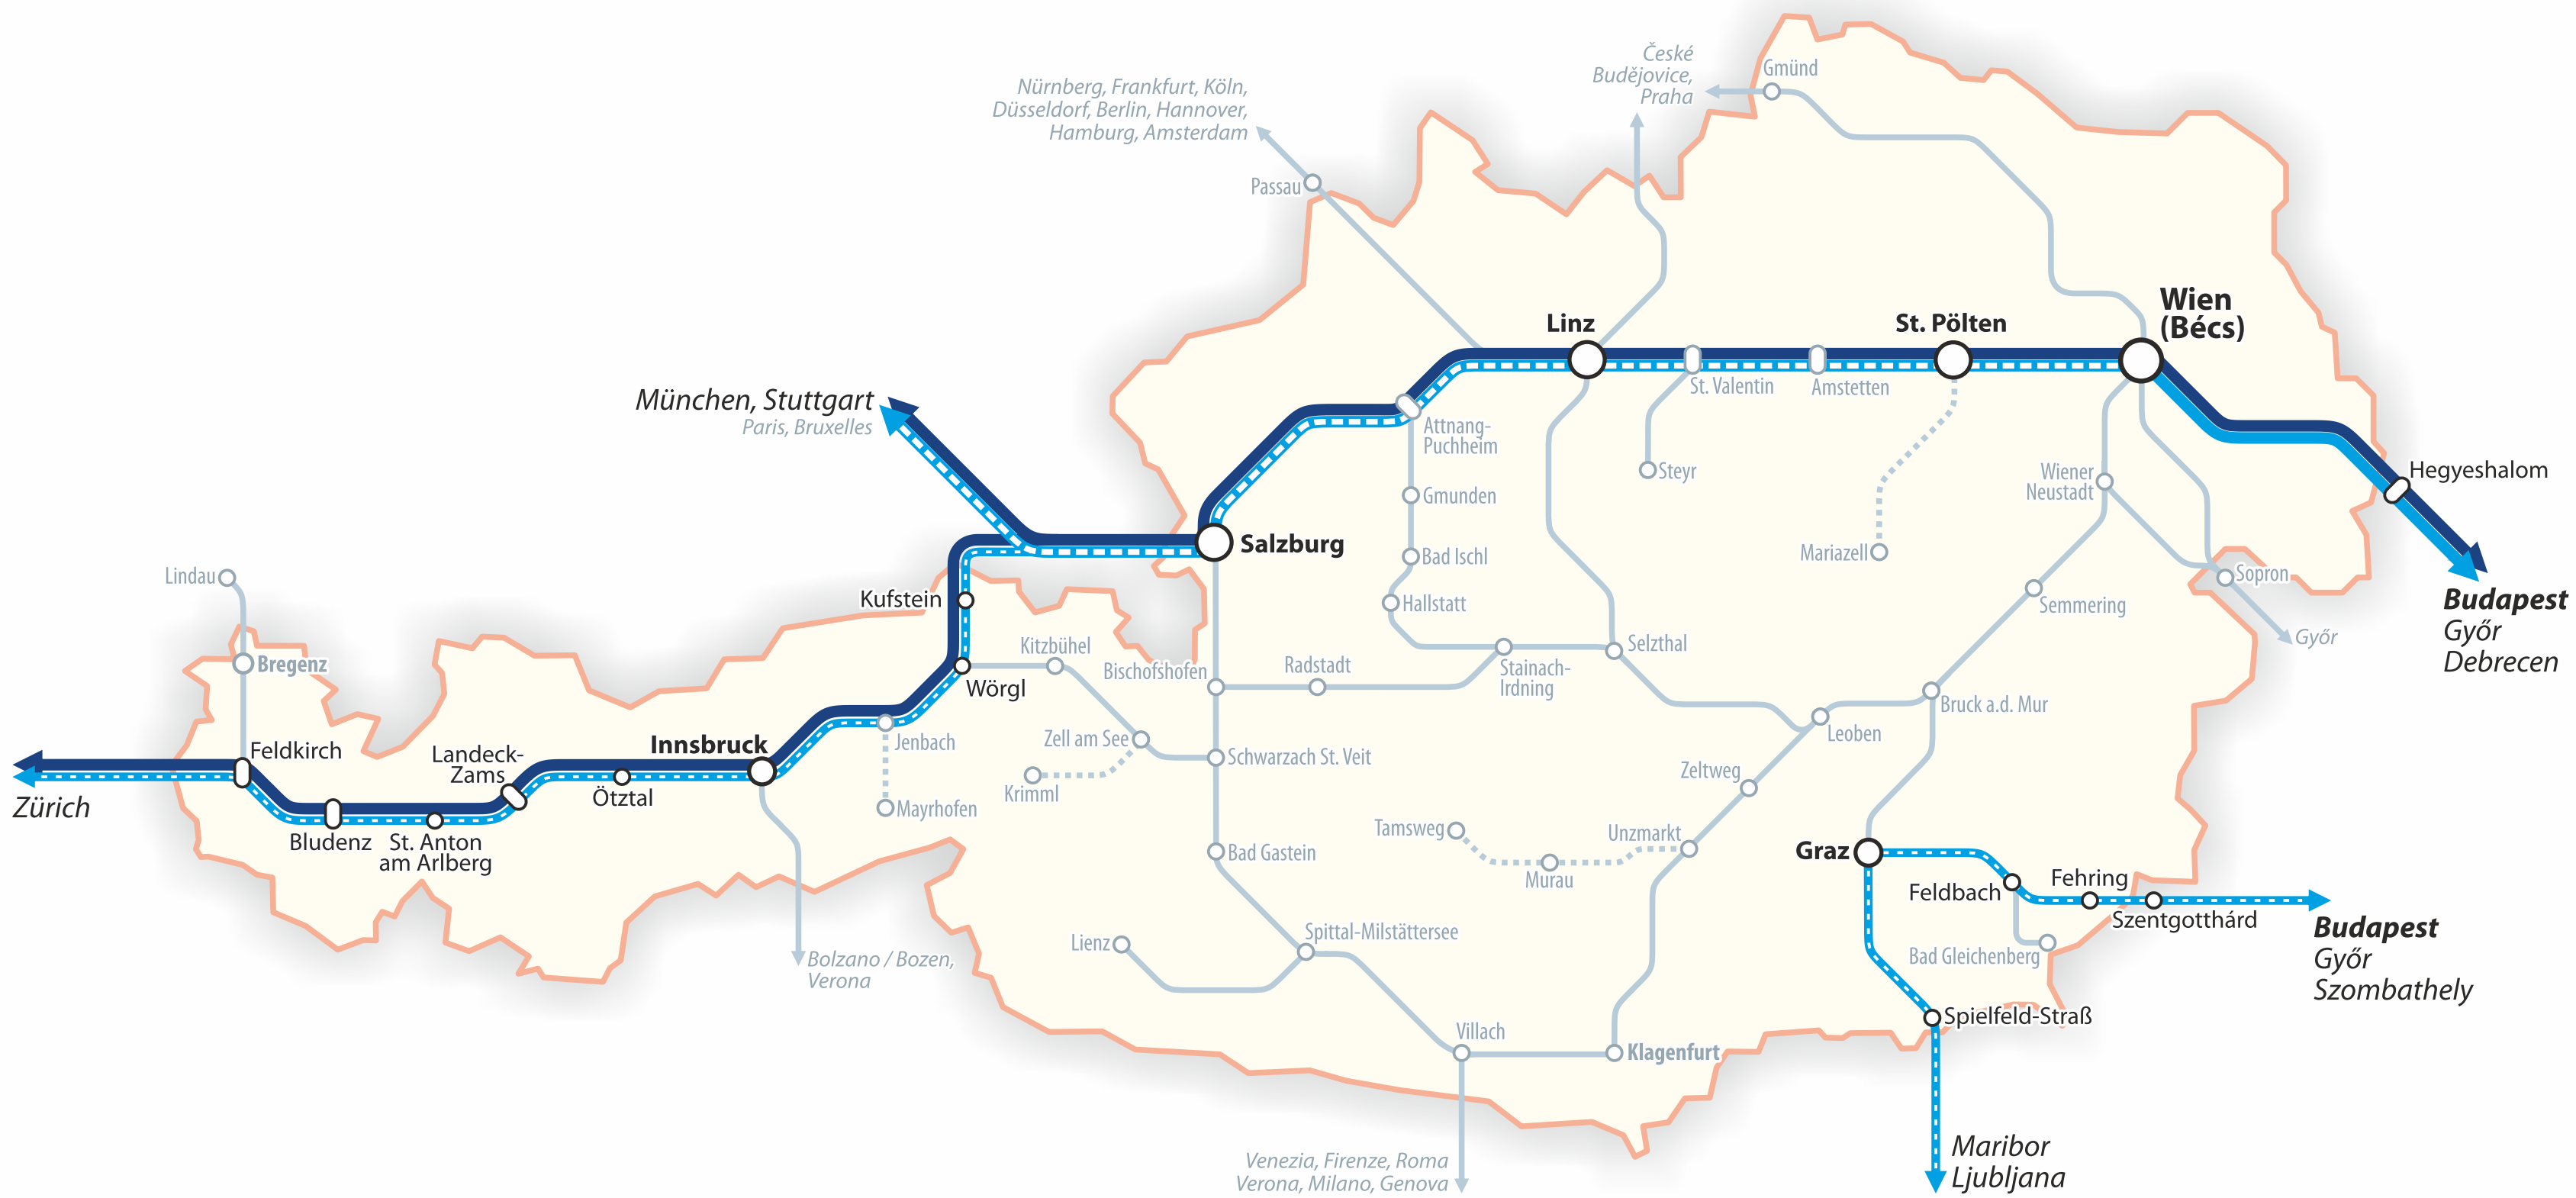 České
Budějovice,
Praha
Gmünd
Nürnberg, Frankfurt, Köln,
Düsseldorf, Berlin, Hannover,
Hamburg, Amsterdam
Passau
Wien
(Bécs)
Linz
St. Pölten
St. Valentin
Amstetten
München, Stuttgart
Paris, Bruxelles
Attnang-
Puchheim
Steyr
Wiener
Neustadt
Hegyeshalom
Gmunden
Salzburg
Bad Ischl
Mariazell
Lindau
Sopron
Kufstein
Hallstatt
Semmering
Budapest
Győr
Debrecen
Győr
Kitzbühel
Selzthal
Bregenz
Bischofshofen
Radstadt
Stainach-
Irdning
Wörgl
Bruck a.d. Mur
Leoben
Feldkirch
Landeck-
Zams
Innsbruck
Jenbach
Zell am See
Schwarzach St. Veit
Zeltweg
Krimml
Ötztal
Zürich
Mayrhofen
Bludenz
St. Anton
am Arlberg
Tamsweg
Unzmarkt
Bad Gastein
Graz
Murau
Feldbach
Fehring
Szentgotthárd
Budapest
Győr
Szombathely
Lienz
Spittal-Milstättersee
Bad Gleichenberg
Bolzano / Bozen,
Verona
Spielfeld-Straß
Villach
Klagenfurt
Venezia, Firenze, Roma
Verona, Milano, Genova
Maribor
Ljubljana